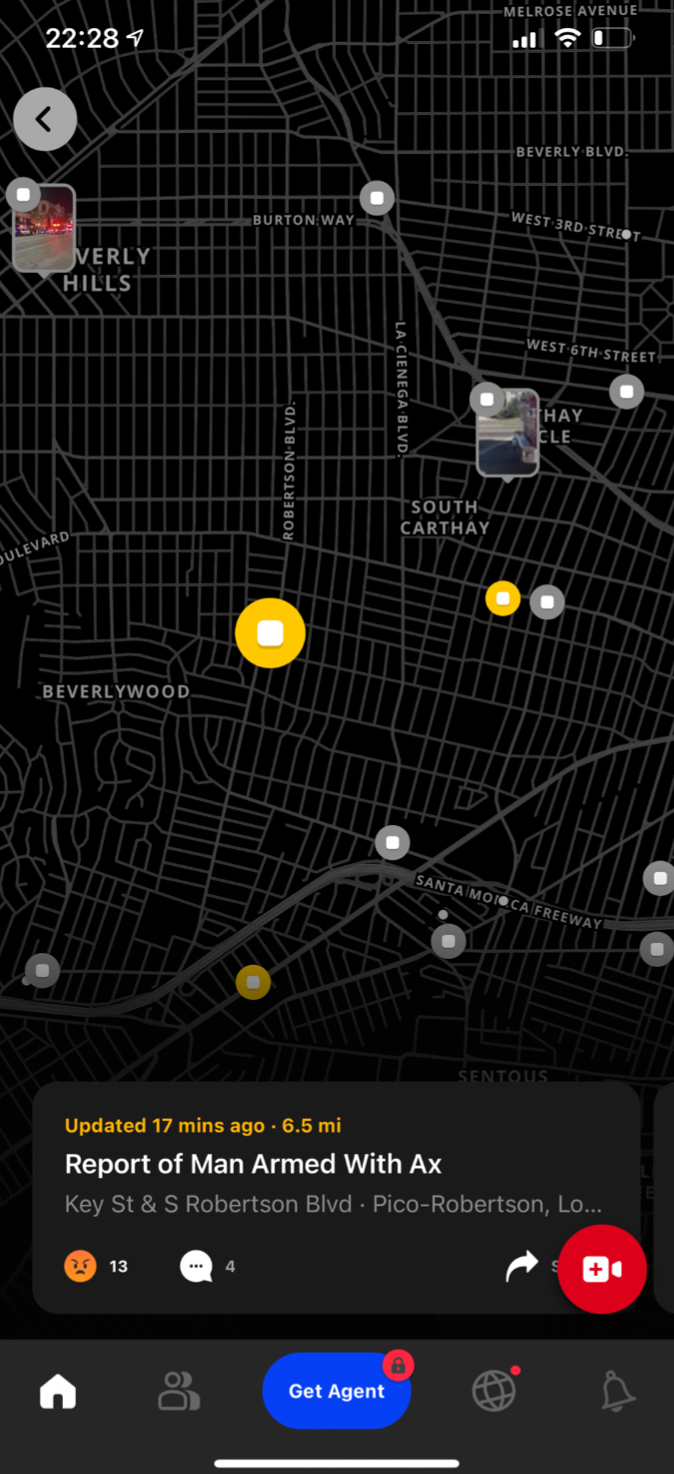 MELROSE AVENUE
22:28
BEVERLY BLVD.
BURTON WAY
WEST 3RD STREET
VERLY
HILLS
LA CIENEGA BLVD.
WEST 6TH STREET
THAY
CLE
ROBERTSON BLVD.
SOUTH
CARTHAY
OULEVARD
BEVERLYWOOD
SANTA MONICA FREEWAY
SENTOUS
Updated 17 mins ago · 6.5 mi
Report of Man Armed With Ax
Key St & S Robertson Blvd · Pico-Robertson, Lo...
13
4
S
Get Agent